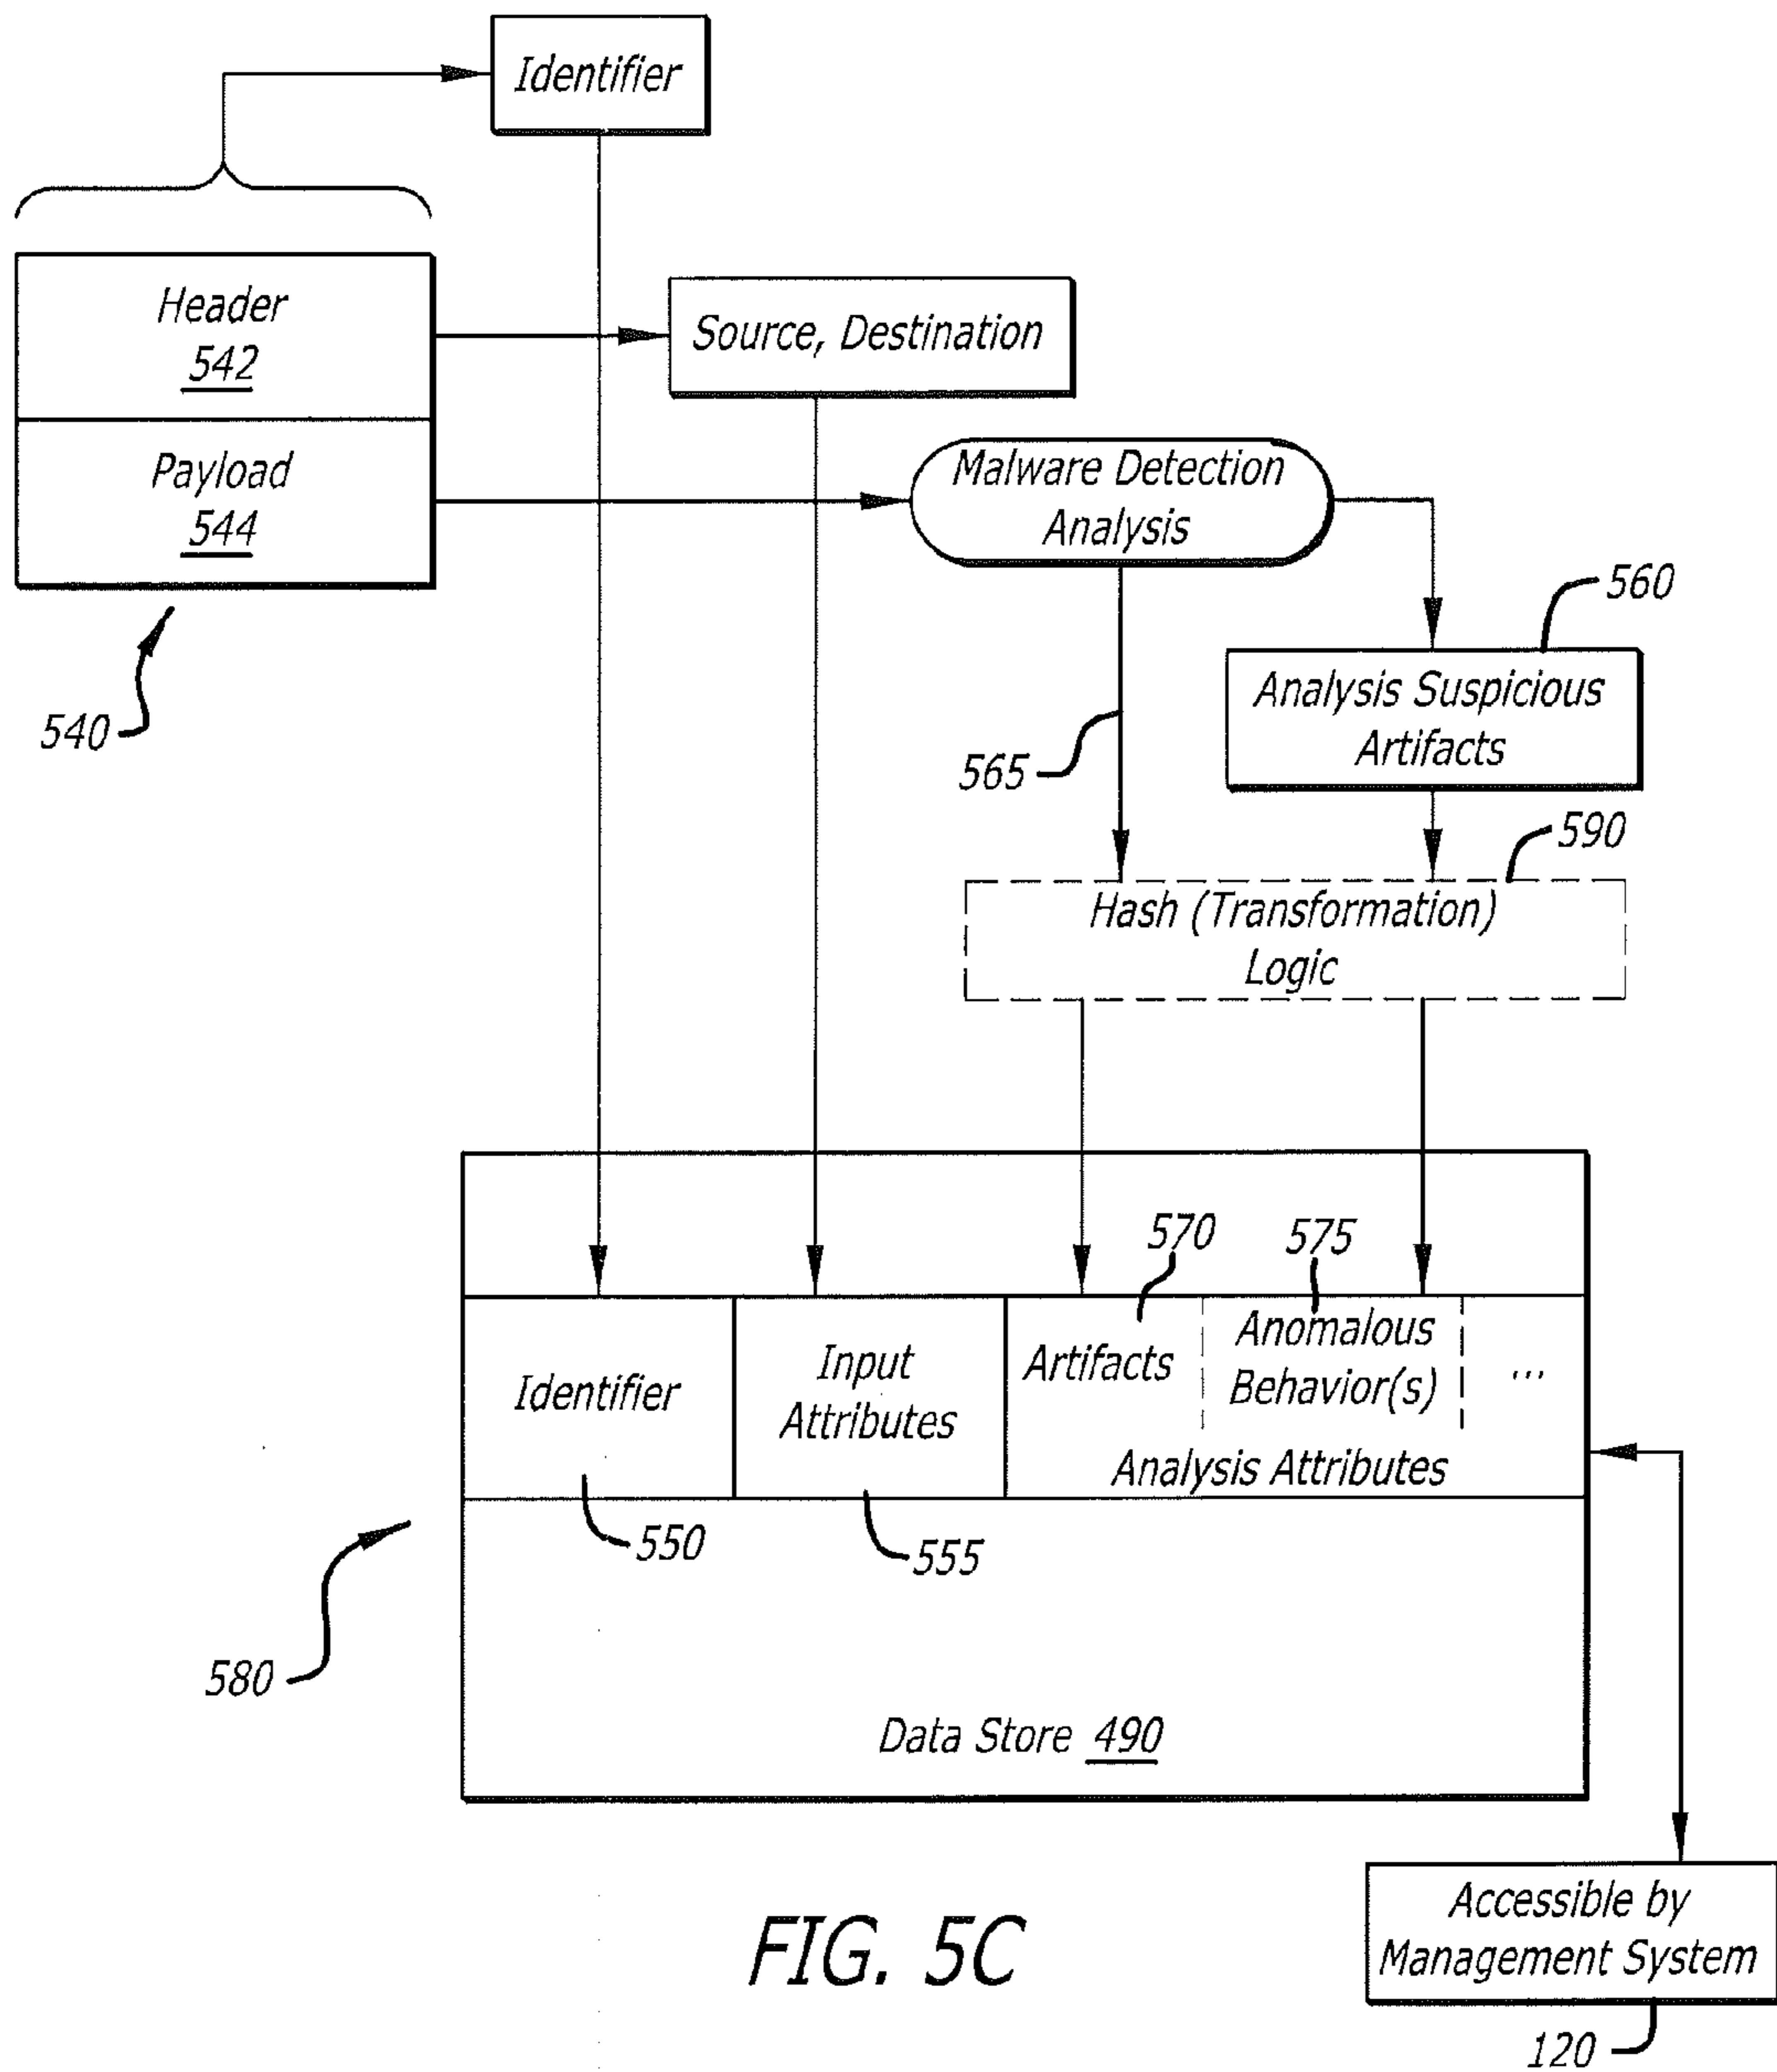 Identifier
Header
542
Source, Destination
Payload
544
Malware Detection
Analysis
560
540
Analysis Suspicious
Artifacts
565
590
Hash (Transformation)
Logic
570
575
Identifier
Input
Attributes
Artifacts
Anomalous
Behavior(s)
...
Analysis Attributes
550
555
580
Data Store 490
Accessible by
Management System
FIG. 5C
120